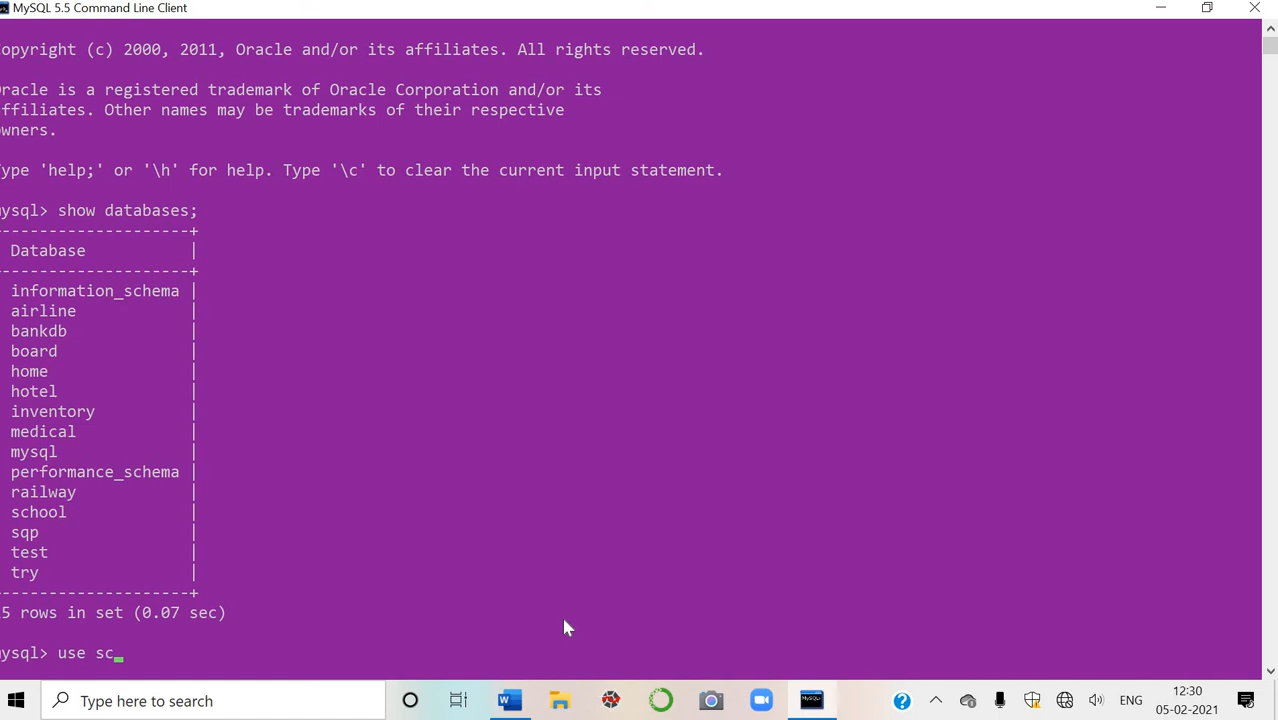 MySQL 5.5 Command Line Client
opyright (c) 2000, 2011, Oracle and/or its affiliates. All rights reserved.
racle is a registered trademark of Oracle Corporation and/or its
ffiliates. Other names may be trademarks of their respective
wners.
ype 'help;' or '\h' for help. Type '\c' to clear the current input statement.
mysql> show databases;
---------------------+
Database |
---------------------+
information_schema |
airline |
bankdb |
board |
home |
hotel |
inventory |
medical |
mysql |
performance_schema |
railway |
school |
sqp |
test |
try |
---------------------+
5 rows in set (0.07 sec)
mysql> use sc
Type here to search
ENG
12:30
05-02-2021